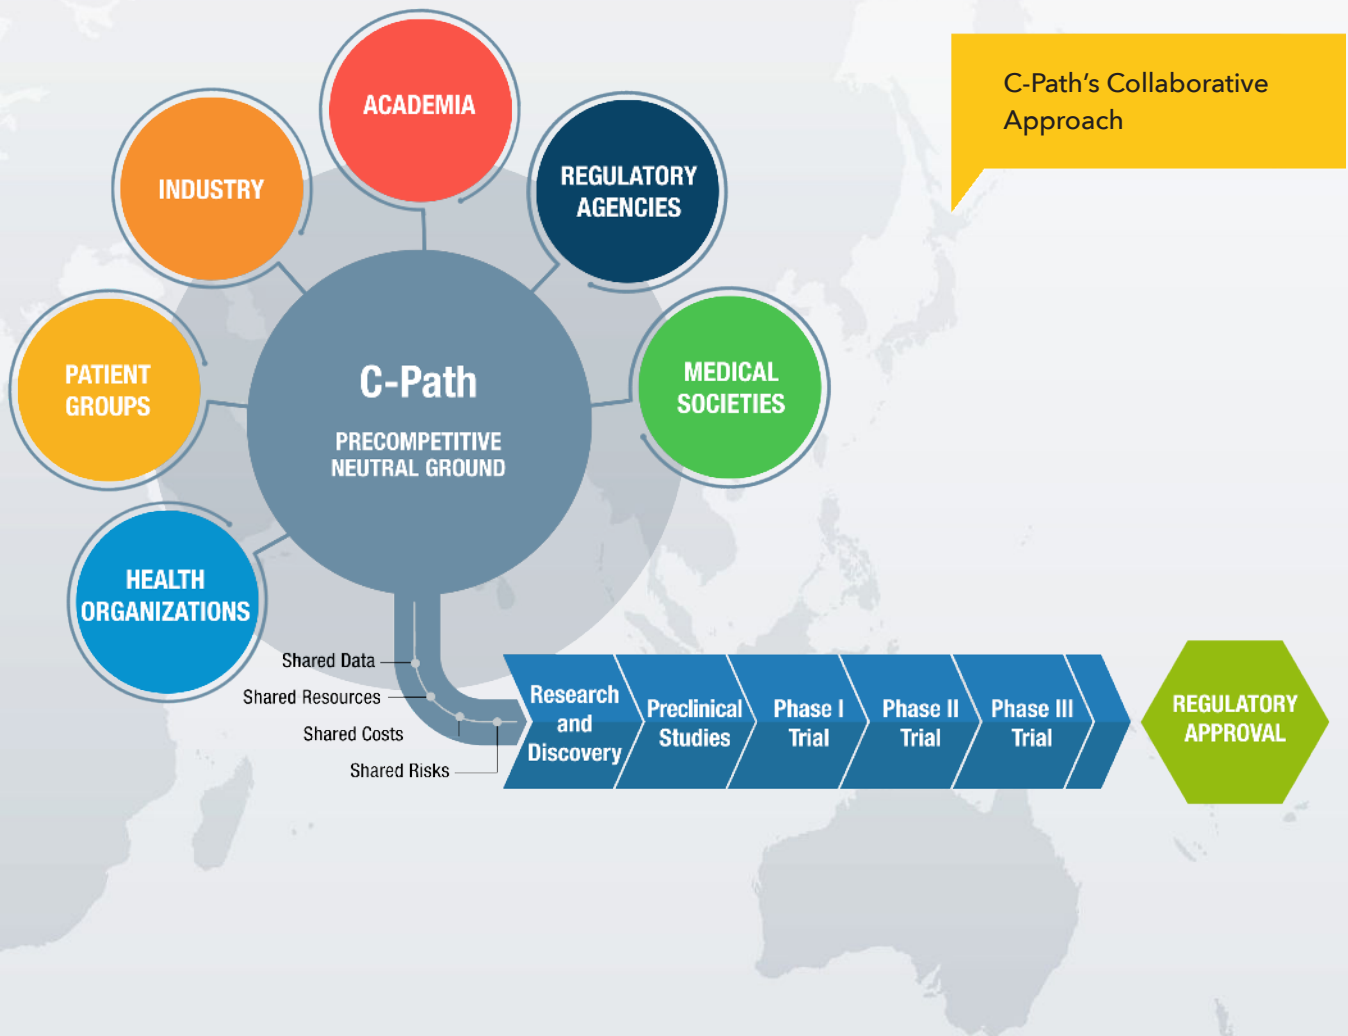 C-Path's Collaborative
Approach
ACADEMIA
INDUSTRY
REGULATORY
AGENCIES
PATIENT
GROUPS
C-Path
PRECOMPETITIVE
NEUTRAL GROUND
MEDICAL
SOCIETIES
HEALTH
ORGANIZATIONS
Shared Data
Shared Resources
Shared Costs
Shared Risks
Research
and
Discovery
Preclinical
Studies
Phase I
Trial
Phase II
Trial
Phase III
Trial
REGULATORY
APPROVAL